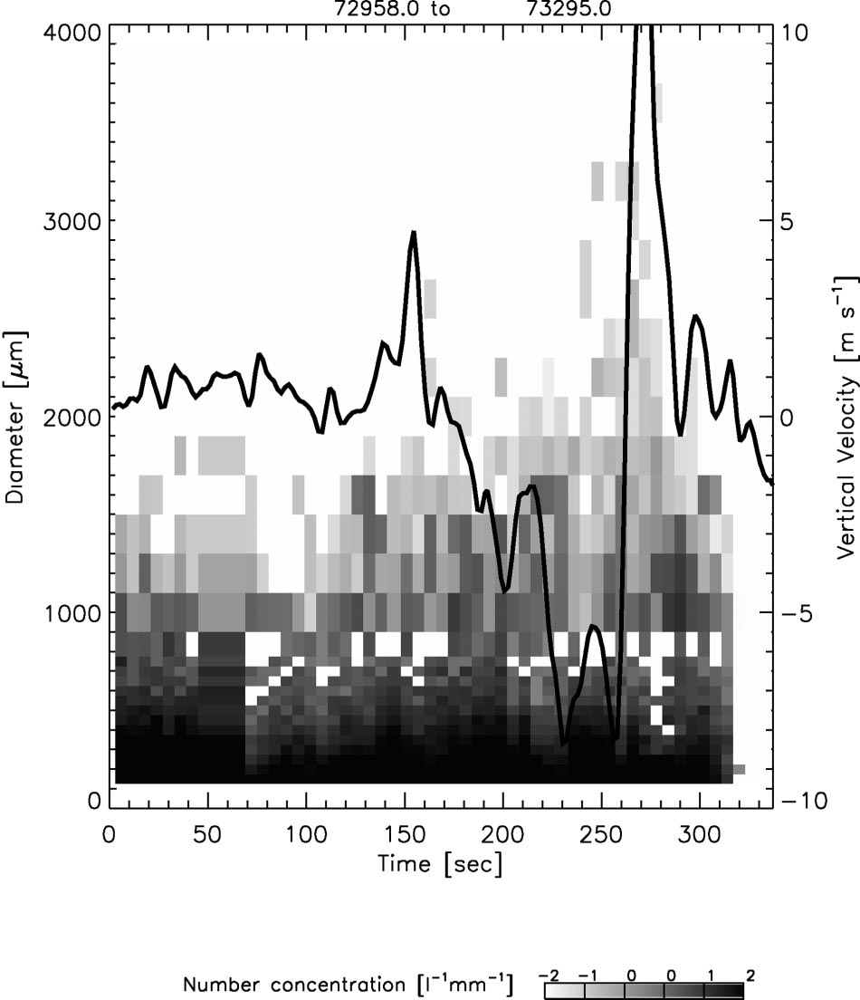 72958.0 to 73295.0
4000
3000
2000
1000
0
Diameter [μm]
10
5
0
−5
−10
Vertical Velocity [m s⁻¹]
0 50 100 150 200 250 300
Time [sec]
Number concentration [l⁻¹mm⁻¹]
−2 −1 0 0 1 2